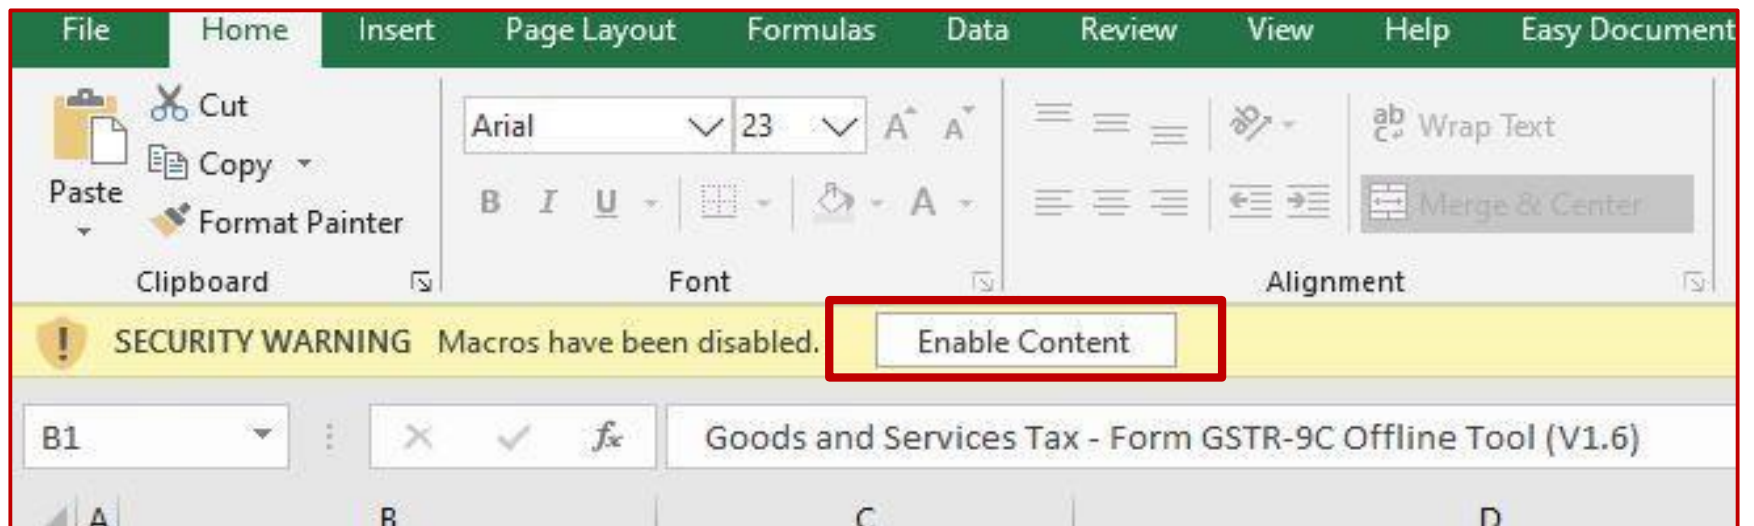 File Home Insert Page Layout Formulas Data Review View Help Easy Document
Cut
Copy
Paste
Format Painter
Clipboard
Arial 23 A A
B I U A
Font
ab Wrap Text
Merge & Center
Alignment
SECURITY WARNING Macros have been disabled. Enable Content
B1 fx Goods and Services Tax - Form GSTR-9C Offline Tool (V1.6)
A B C D